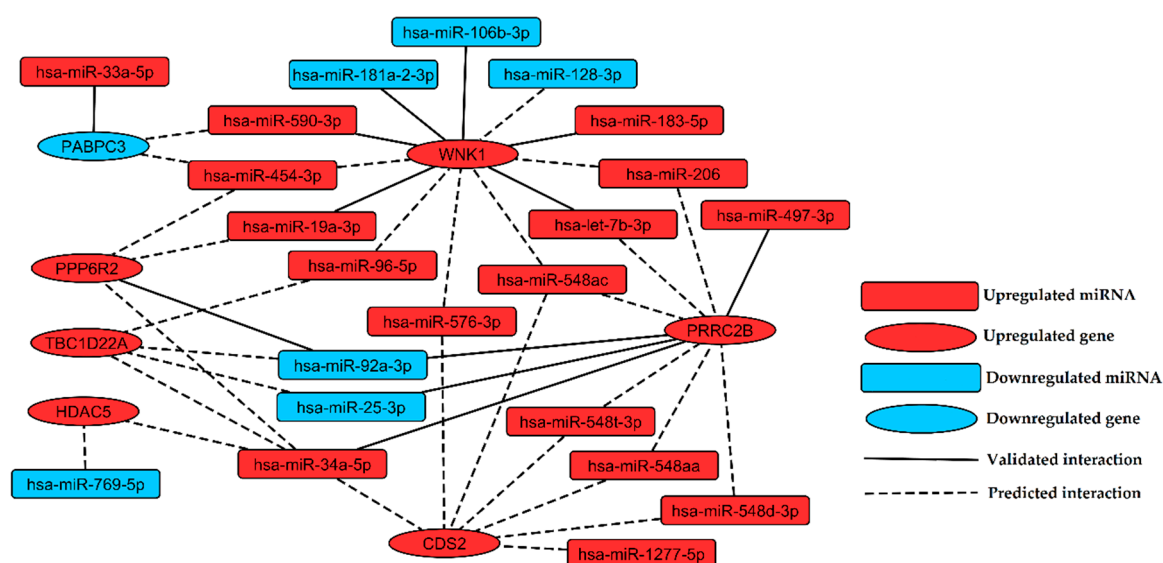 hsa-miR-106b-3p
hsa-miR-33a-5p
hsa-miR-181a-2-3p
hsa-miR-128-3p
hsa-miR-590-3p
hsa-miR-183-5p
PABPC3
WNK1
hsa-miR-454-3p
hsa-miR-206
hsa-miR-19a-3p
hsa-let-7b-3p
hsa-miR-497-3p
PPP6R2
hsa-miR-96-5p
hsa-miR-548ac
hsa-miR-576-3p
PRRC2B
TBC1D22A
hsa-miR-92a-3p
hsa-miR-25-3p
HDAC5
hsa-miR-548t-3p
hsa-miR-34a-5p
hsa-miR-548aa
hsa-miR-769-5p
hsa-miR-548d-3p
CDS2
hsa-miR-1277-5p
Upregulated miRNA
Upregulated gene
Downregulated miRNA
Downregulated gene
Validated interaction
Predicted interaction